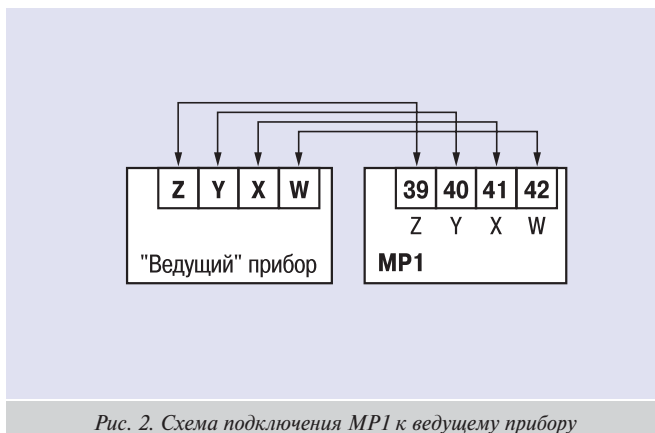 Z Y X W 39 40 41 42
Z Y X W
"Ведущий" прибор МР1
Рис. 2. Схема подключения МР1 к ведущему прибору